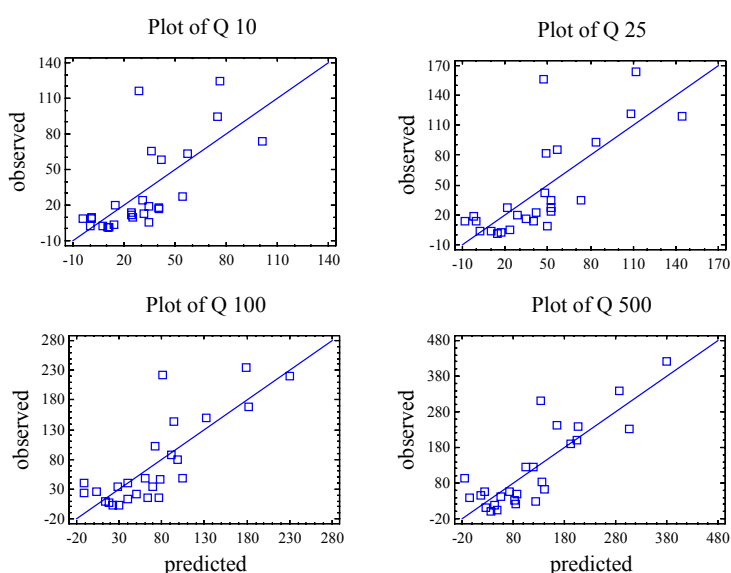 Plot of Q 10
140
110
80
50
20
-10
observed
-10 20 50 80 110 140
Plot of Q 25
170
140
110
80
50
20
-10
observed
-10 20 50 80 110 140 170
Plot of Q 100
280
230
180
130
80
30
-20
observed
-20 30 80 130 180 230 280
predicted
Plot of Q 500
480
380
280
180
80
-20
observed
-20 80 180 280 380 480
predicted